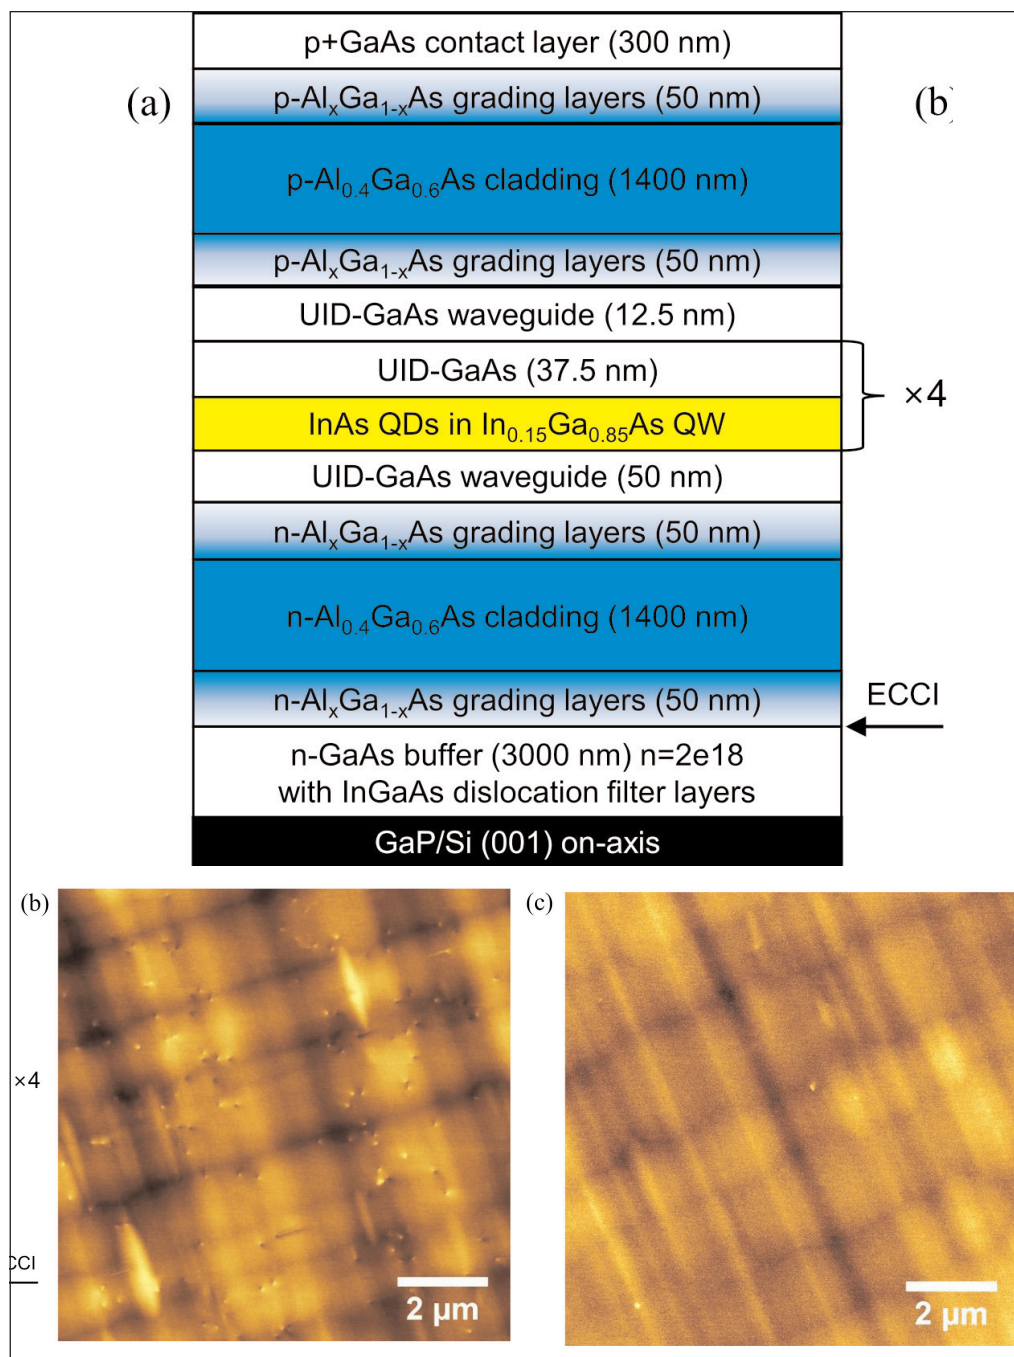 p+GaAs contact layer (300 nm)
(a)
p-AlxGa1-xAs grading layers (50 nm)
(b)
p-Al0.4Ga0.6As cladding (1400 nm)
p-AlxGa1-xAs grading layers (50 nm)
UID-GaAs waveguide (12.5 nm)
UID-GaAs (37.5 nm)
×4
InAs QDs in In0.15Ga0.85As QW
UID-GaAs waveguide (50 nm)
n-AlxGa1-xAs grading layers (50 nm)
n-Al0.4Ga0.6As cladding (1400 nm)
n-AlxGa1-xAs grading layers (50 nm)
ECCI
n-GaAs buffer (3000 nm) n=2e18
with InGaAs dislocation filter layers
GaP/Si (001) on-axis
(b)
(c)
×4
CCI
2 µm
2 µm